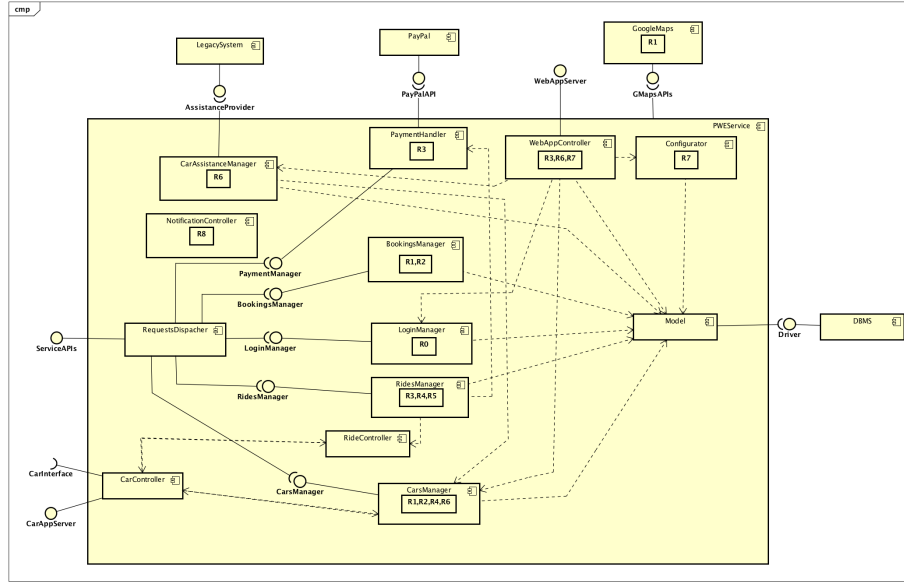 cmp
LegacySystem
PayPal
GoogleMaps
R1
WebAppServer
AssistanceProvider
PayPalAPI
GMapsAPIs
PWEService
PaymentHandler
R3
WebAppController
R3,R6,R7
Configurator
R7
CarAssistanceManager
R6
NotificationController
R8
PaymentManager
BookingsManager
R1,R2
BookingsManager
RequestsDispacher
ServiceAPIs
LoginManager
LoginManager
R0
Model
Driver
DBMS
RidesManager
RidesManager
R3,R4,R5
RideController
CarInterface
CarController
CarAppServer
CarsManager
CarsManager
R1,R2,R4,R6